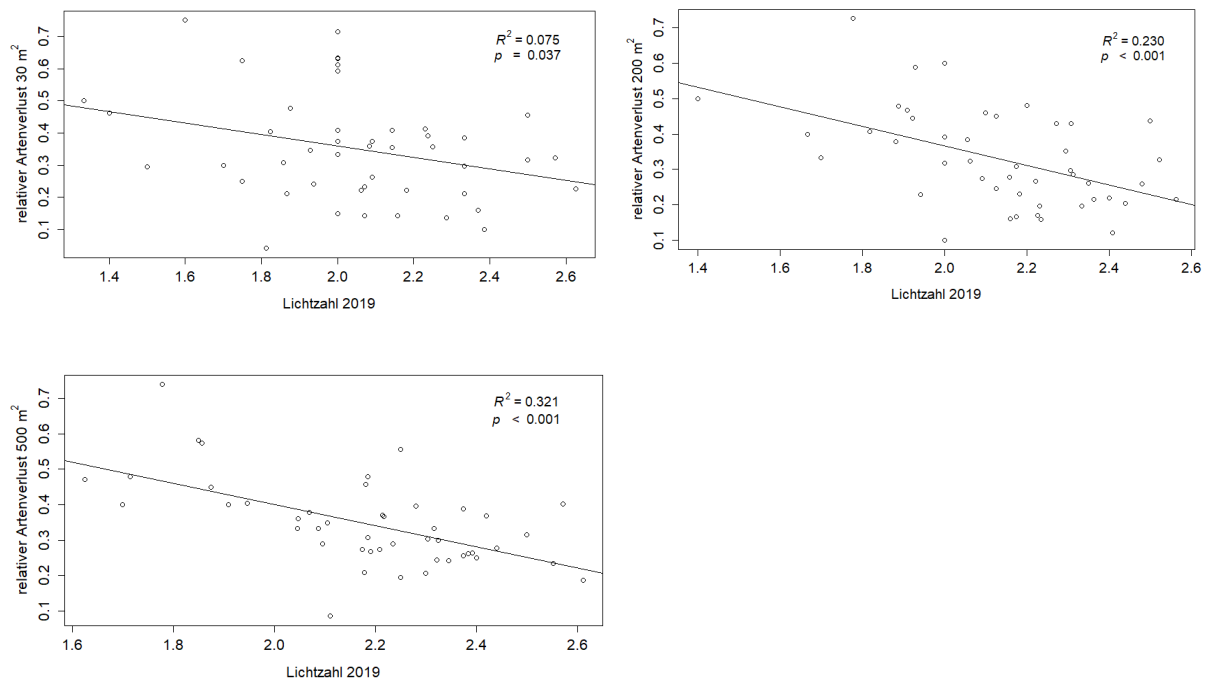 relativer Artenverlust 30 m²
0.1 0.2 0.3 0.4 0.5 0.6 0.7
R² = 0.075
p = 0.037
1.4 1.6 1.8 2.0 2.2 2.4 2.6
Lichtzahl 2019
relativer Artenverlust 200 m²
0.1 0.2 0.3 0.4 0.5 0.6 0.7
R² = 0.230
p < 0.001
1.4 1.6 1.8 2.0 2.2 2.4 2.6
Lichtzahl 2019
relativer Artenverlust 500 m²
0.1 0.2 0.3 0.4 0.5 0.6 0.7
R² = 0.321
p < 0.001
1.6 1.8 2.0 2.2 2.4 2.6
Lichtzahl 2019